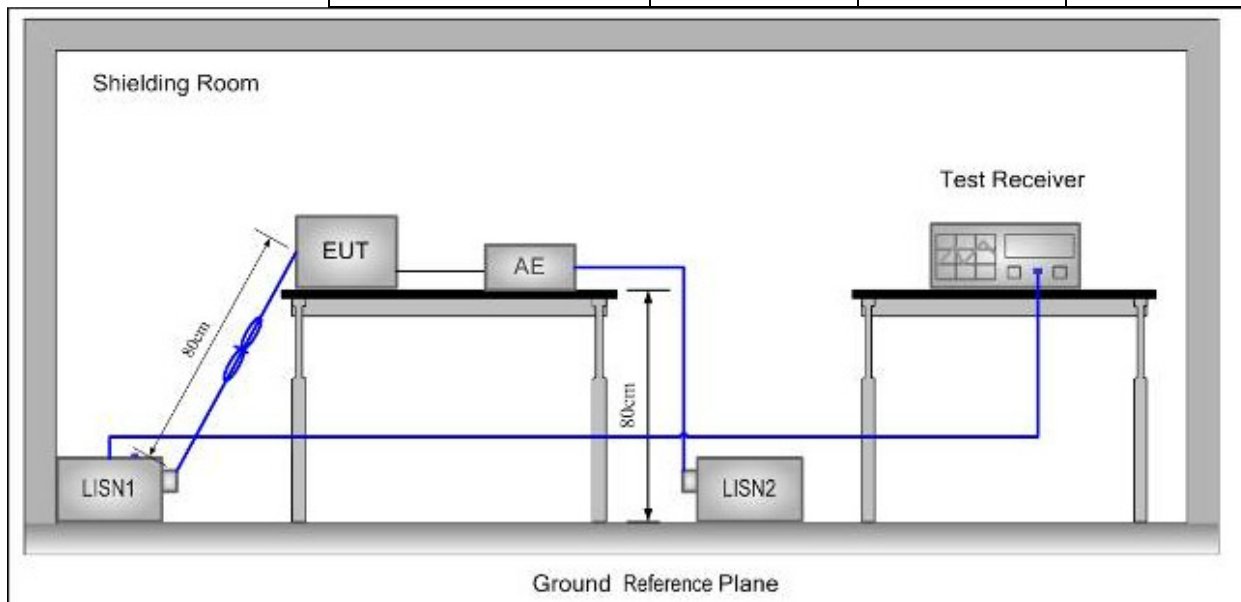 Shielding Room
Test Receiver
EUT
AE
80cm
80cm
LISN1
LISN2
Ground Reference Plane